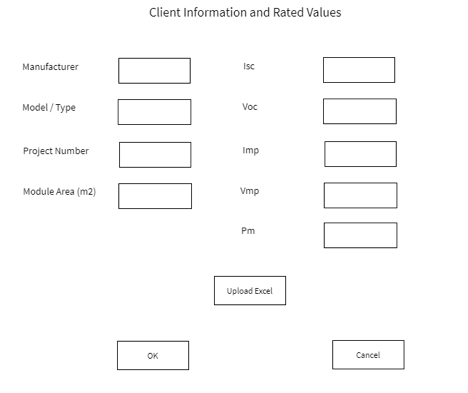 Client Information and Rated Values
Manufacturer
Isc
Model / Type
Voc
Project Number
Imp
Module Area (m2)
Vmp
Pm
Upload Excel
OK
Cancel